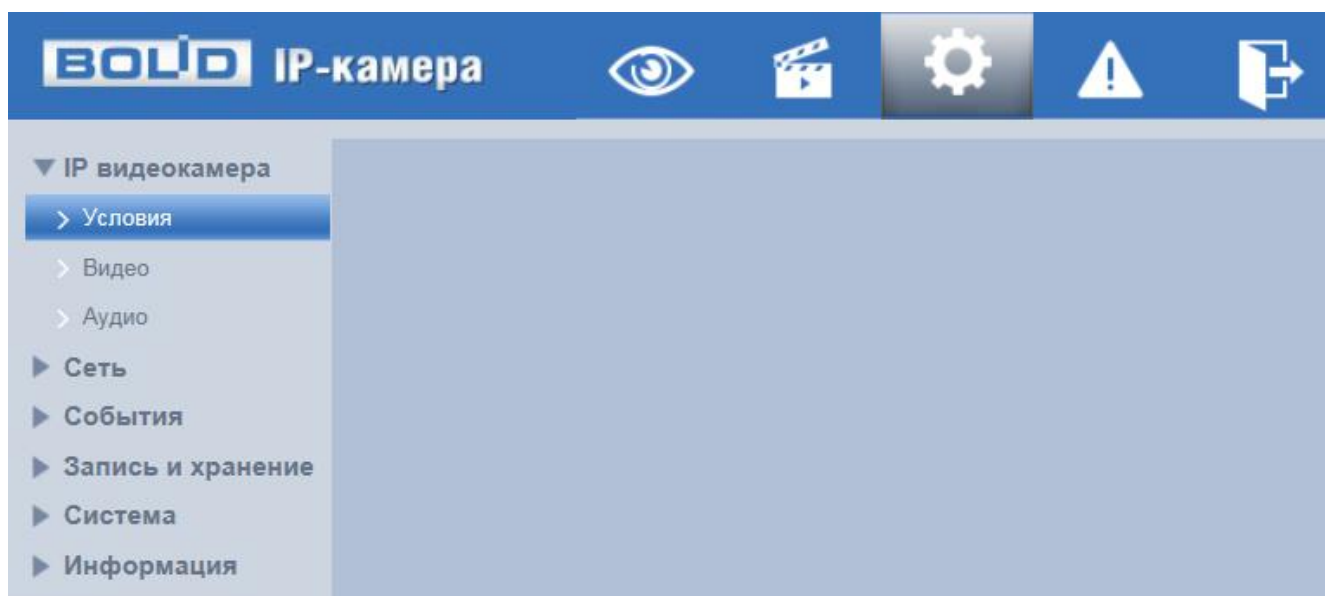 BOLID IP-камера
IP видеокамера
Условия
Видео
Аудио
Сеть
События
Запись и хранение
Система
Информация